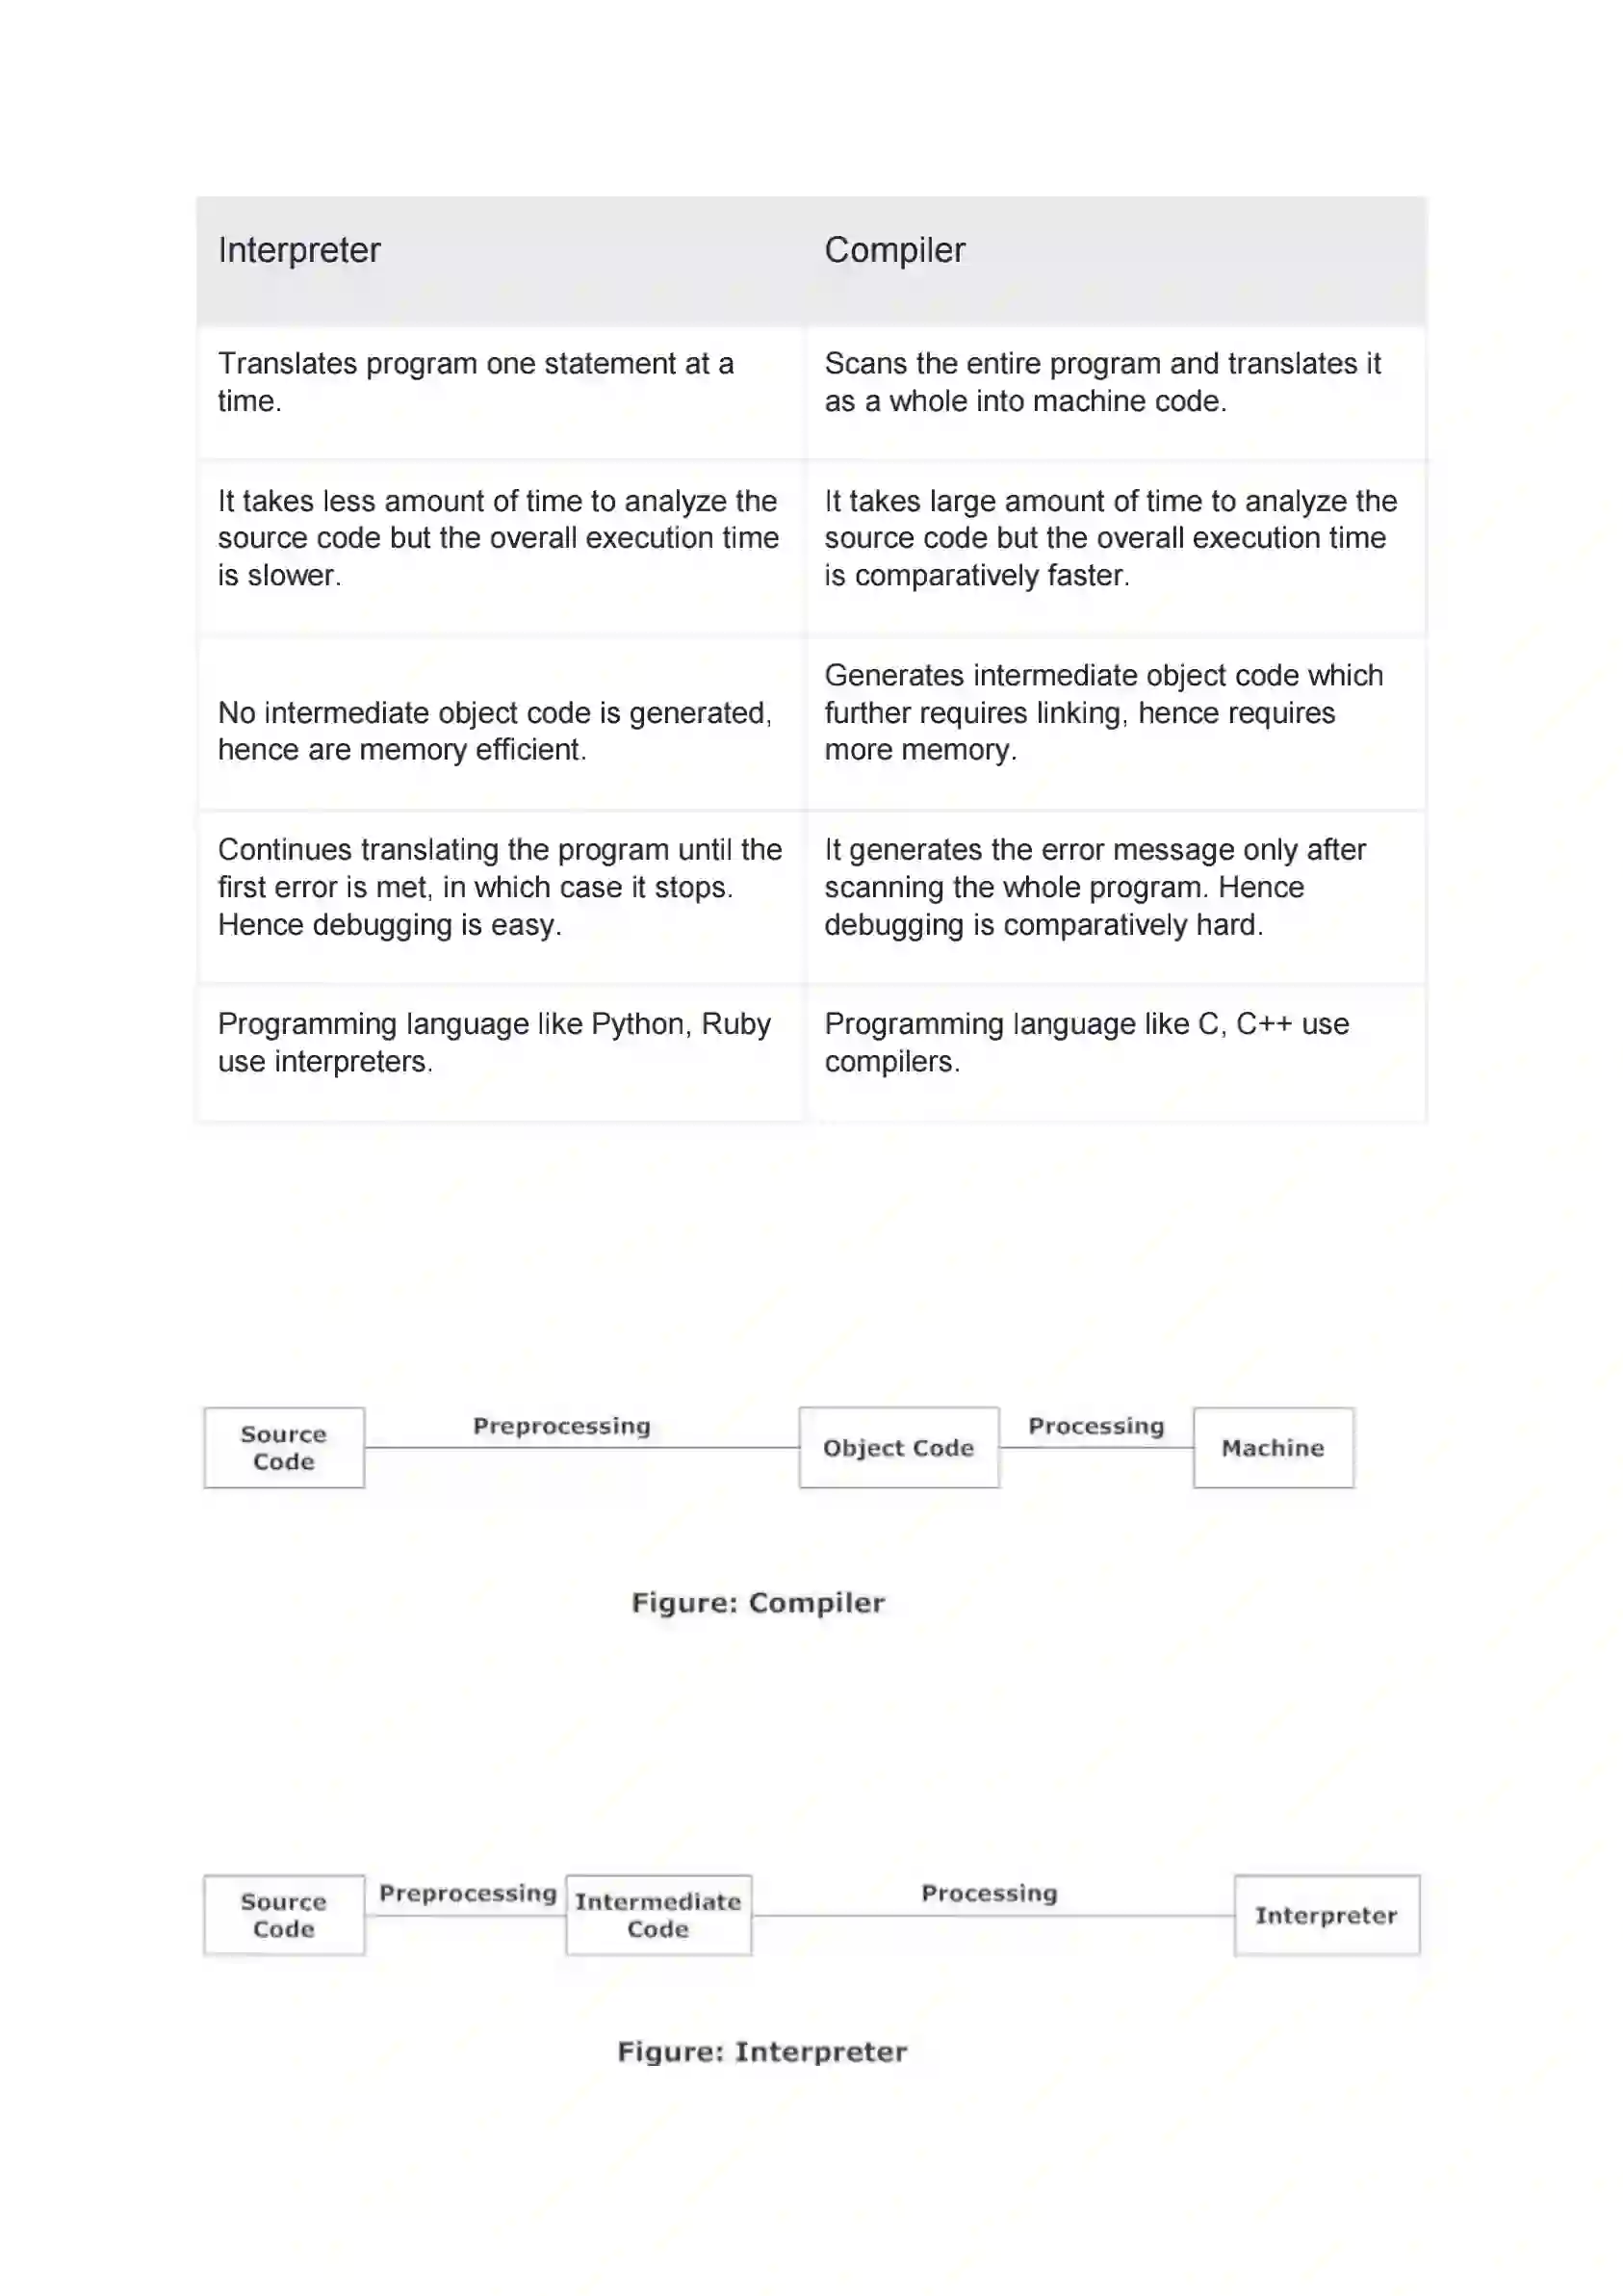 Interpreter
Compiler
Translates program one statement at a
time.
Scans the entire program and translates it
as a whole into machine code.
It takes less amount of time to analyze the
source code but the overall execution time
is slower.
It takes large amount of time to analyze the
source code but the overall execution time
is comparatively faster.
No intermediate object code is generated,
hence are memory efficient.
Generates intermediate object code which
further requires linking, hence requires
more memory.
Continues translating the program until the
first error is met, in which case it stops.
Hence debugging is easy.
It generates the error message only after
scanning the whole program. Hence
debugging is comparatively hard.
Programming language like Python, Ruby
use interpreters.
Programming language like C, C++ use
compilers.
Source
Code
Preprocessing
Object Code
Processing
Machine
Figure: Compiler
Source
Code
Preprocessing
Intermediate
Code
Processing
Interpreter
Figure: Interpreter